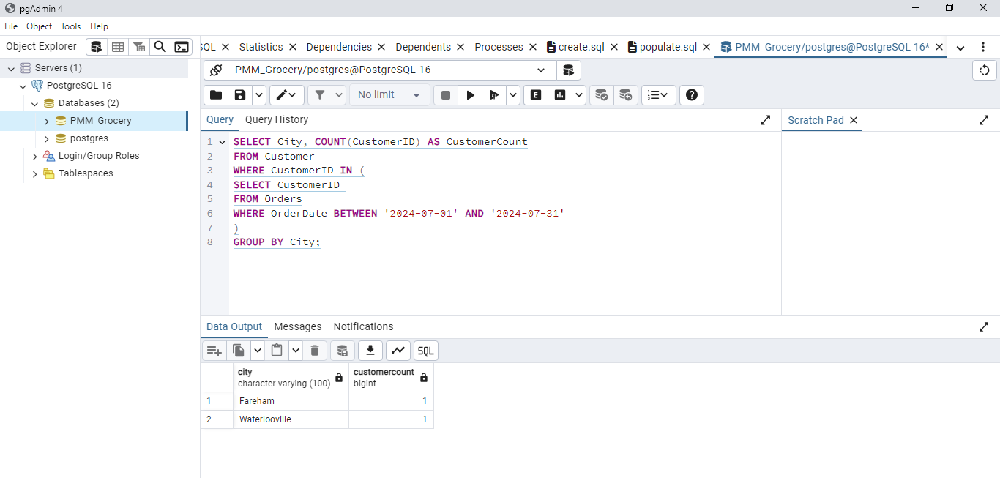 pgAdmin 4
File Object Tools Help
Object Explorer
SQL Statistics Dependencies Dependents Processes create.sql populate.sql PMM_Grocery/postgres@PostgreSQL 16*
Servers (1)
PostgreSQL 16
Databases (2)
PMM_Grocery
postgres
Login/Group Roles
Tablespaces
PMM_Grocery/postgres@PostgreSQL 16
No limit
E
Query Query History
Scratch Pad
1 SELECT City, COUNT(CustomerID) AS CustomerCount
2 FROM Customer
3 WHERE CustomerID IN (
4 SELECT CustomerID
5 FROM Orders
6 WHERE OrderDate BETWEEN '2024-07-01' AND '2024-07-31'
7 )
8 GROUP BY City;
Data Output Messages Notifications
SQL
city customercount
character varying (100) bigint
1 Fareham 1
2 Waterlooville 1